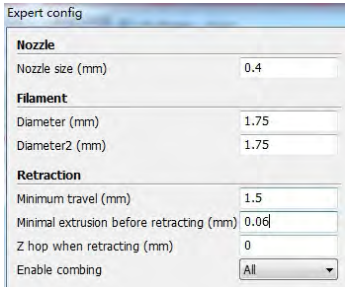 Expert config
Nozzle
Nozzle size (mm) 0.4
Filament
Diameter (mm) 1.75
Diameter2 (mm) 1.75
Retraction
Minimum travel (mm) 1.5
Minimal extrusion before retracting (mm) 0.06
Z hop when retracting (mm) 0
Enable combing All